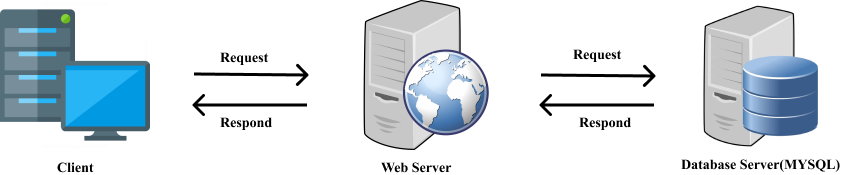 Request
Request
Respond
Respond
Client
Web Server
Database Server(MYSQL)